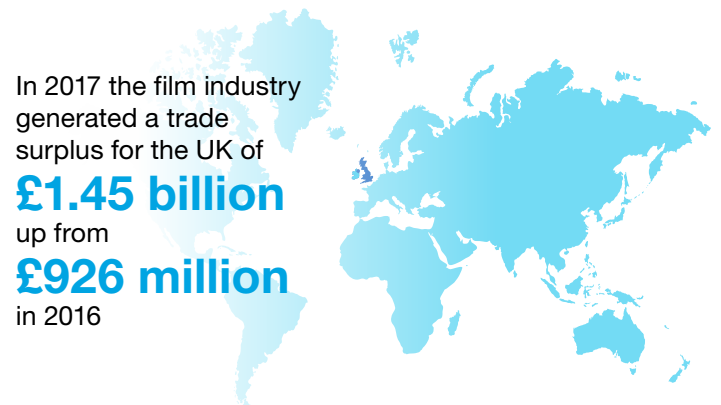 In 2017 the film industry
generated a trade
surplus for the UK of
£1.45 billion
up from
£926 million
in 2016